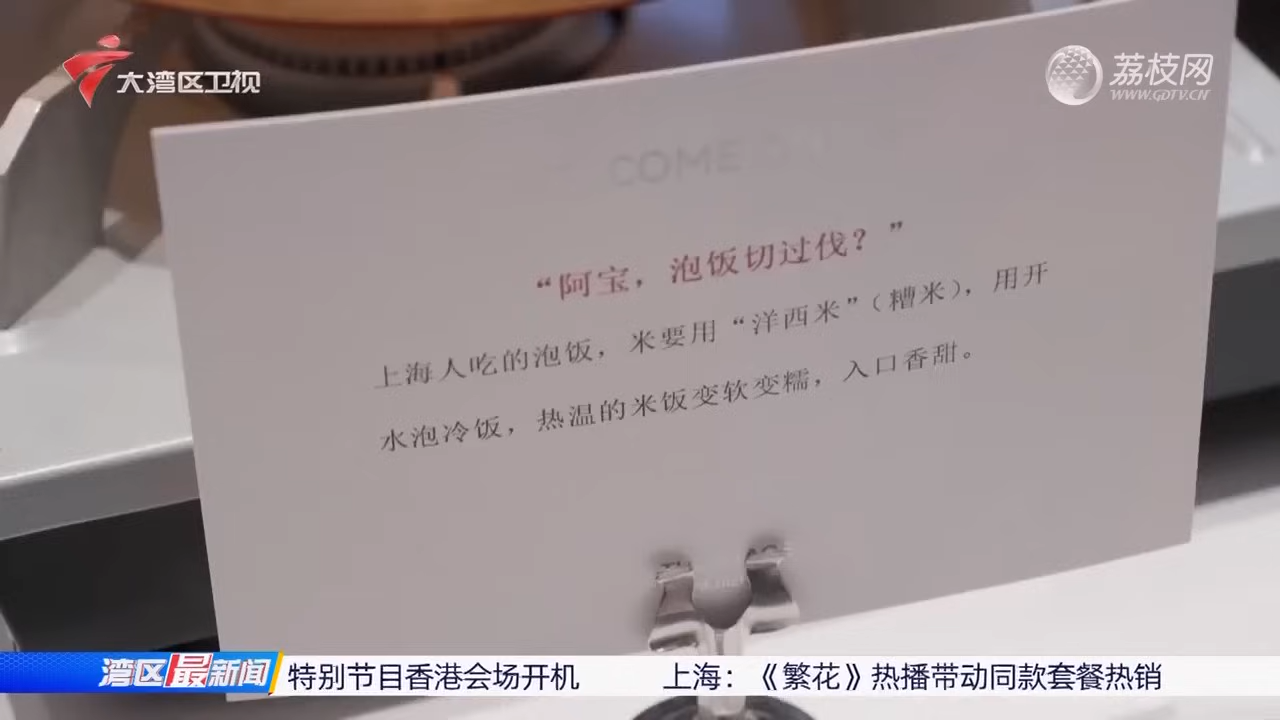 大湾区卫视
荔枝网
WWW.GDTV.CN
COME
“阿宝，泡饭切过伐？”
上海人吃的泡饭，米要用“洋西米”（糟米），用开
水泡冷饭，热温的米饭变软变糯，入口香甜。
湾区最新闻
特别节目香港会场开机 上海：《繁花》热播带动同款套餐热销